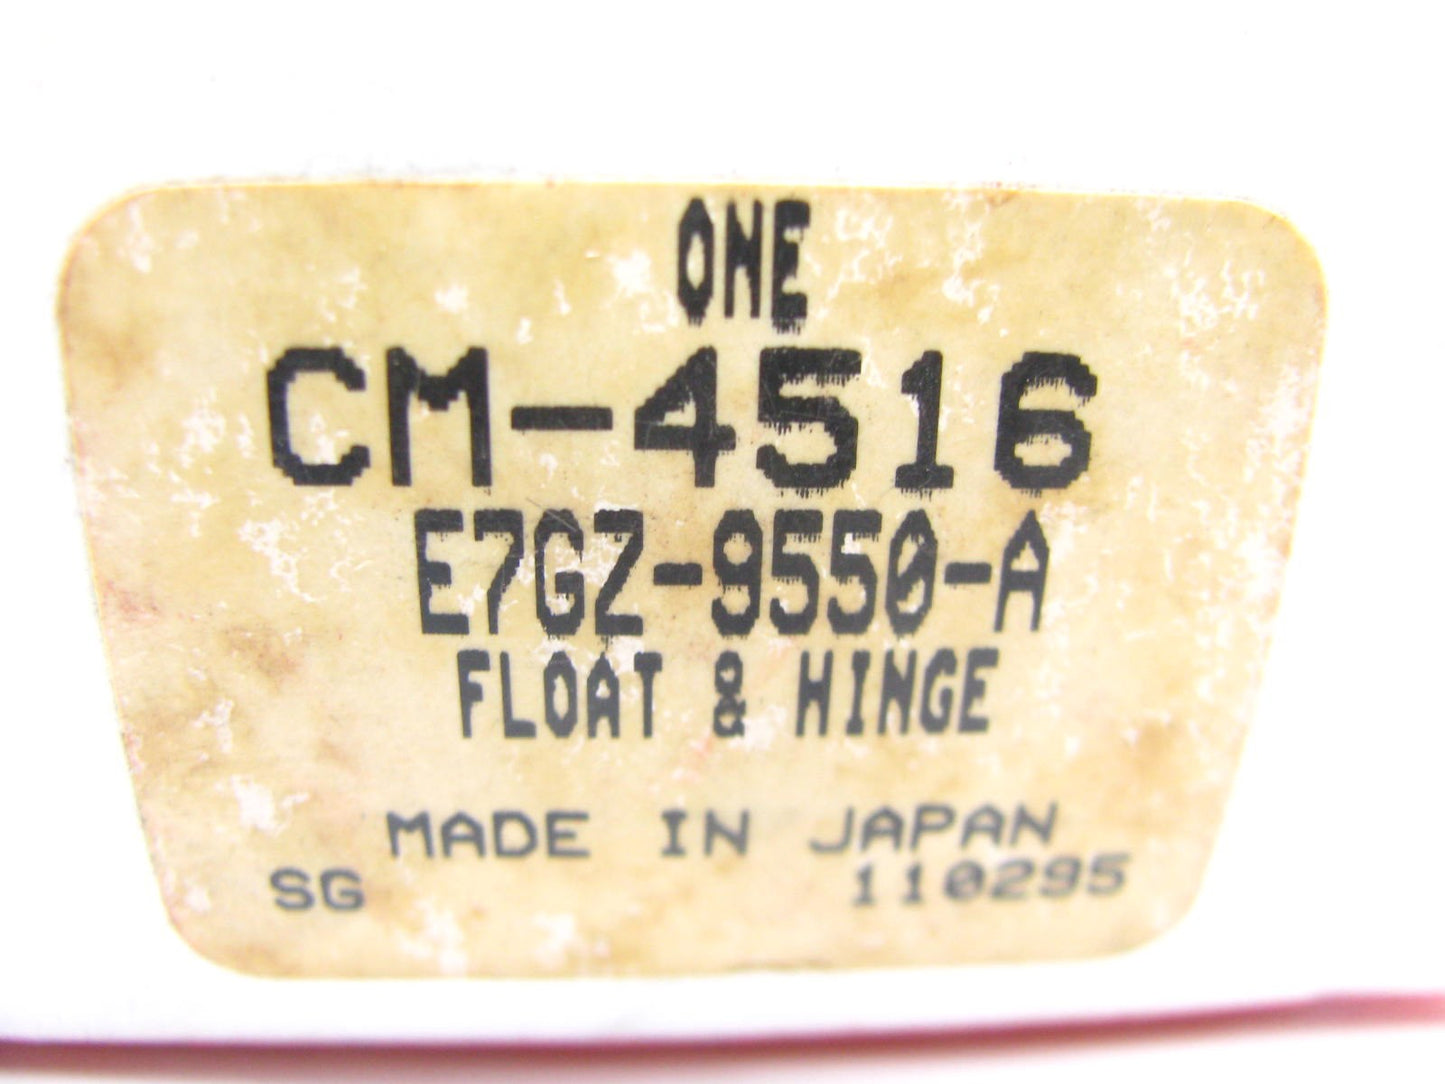 ONE
CM-4516
E7GZ-9550-A
FLOAT & HINGE
MADE IN JAPAN
SG 110295